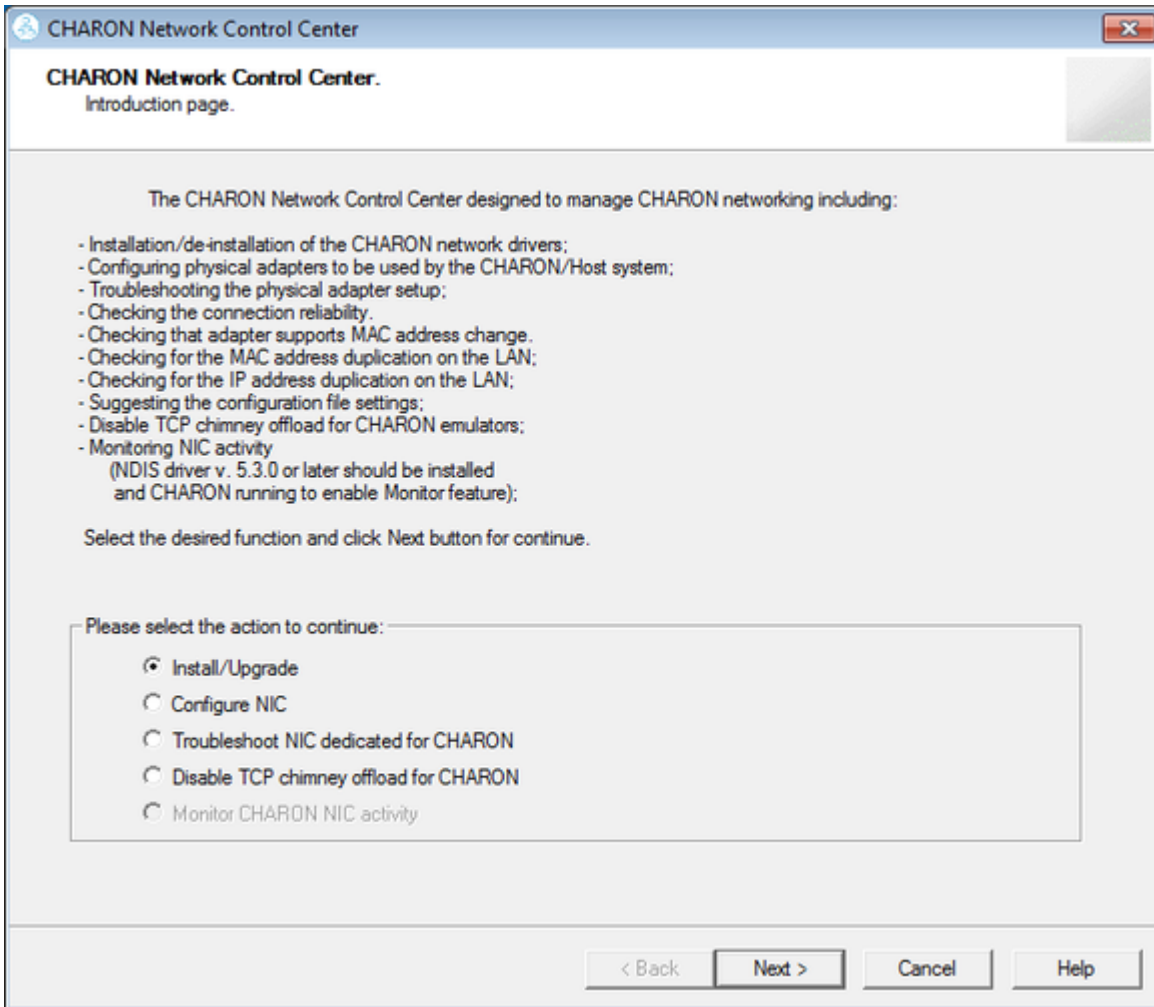 CHARON Network Control Center
CHARON Network Control Center.
Introduction page.
The CHARON Network Control Center designed to manage CHARON networking including:
- Installation/de-installation of the CHARON network drivers;
- Configuring physical adapters to be used by the CHARON/Host system;
- Troubleshooting the physical adapter setup;
- Checking the connection reliability.
- Checking that adapter supports MAC address change.
- Checking for the MAC address duplication on the LAN;
- Checking for the IP address duplication on the LAN;
- Suggesting the configuration file settings;
- Disable TCP chimney offload for CHARON emulators;
- Monitoring NIC activity
(NDIS driver v. 5.3.0 or later should be installed
and CHARON running to enable Monitor feature);
Select the desired function and click Next button for continue.
Please select the action to continue:
Install/Upgrade
Configure NIC
Troubleshoot NIC dedicated for CHARON
Disable TCP chimney offload for CHARON
Monitor CHARON NIC activity
< Back Next > Cancel Help